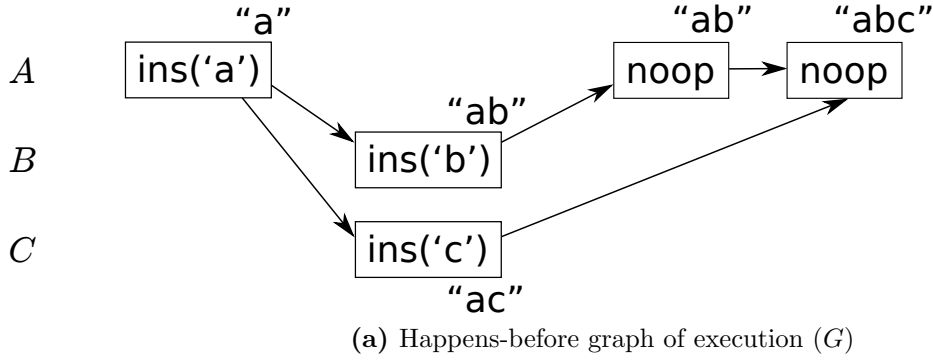 “a” “ab” “abc”
A ins(‘a’) noop noop
“ab”
B ins(‘b’)
C ins(‘c’)
“ac”
(a) Happens-before graph of execution (G)